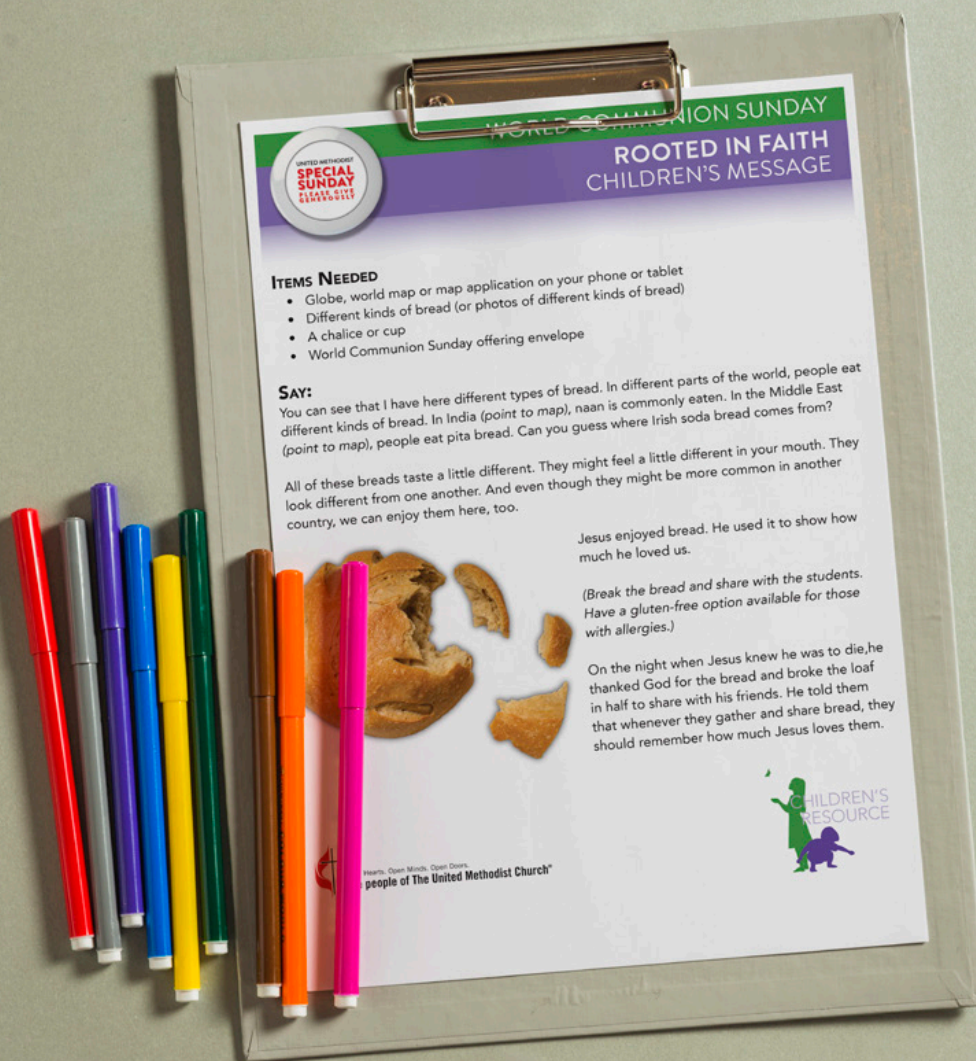 WORLD COMMUNION SUNDAY
ROOTED IN FAITH
CHILDREN'S MESSAGE
UNITED METHODIST
SPECIAL
SUNDAY
PLEASE GIVE
GENEROUSLY
ITEMS NEEDED
• Globe, world map or map application on your phone or tablet
• Different kinds of bread (or photos of different kinds of bread)
• A chalice or cup
• World Communion Sunday offering envelope
SAY:
You can see that I have here different types of bread. In different parts of the world, people eat
different kinds of bread. In India (point to map), naan is commonly eaten. In the Middle East
(point to map), people eat pita bread. Can you guess where Irish soda bread comes from?
All of these breads taste a little different. They might feel a little different in your mouth. They
look different from one another. And even though they might be more common in another
country, we can enjoy them here, too.
Jesus enjoyed bread. He used it to show how
much he loved us.
(Break the bread and share with the students.
Have a gluten-free option available for those
with allergies.)
On the night when Jesus knew he was to die,he
thanked God for the bread and broke the loaf
in half to share with his friends. He told them
that whenever they gather and share bread, they
should remember how much Jesus loves them.
CHILDREN'S
RESOURCE
Hearts. Open Minds. Open Doors.
people of The United Methodist Church"